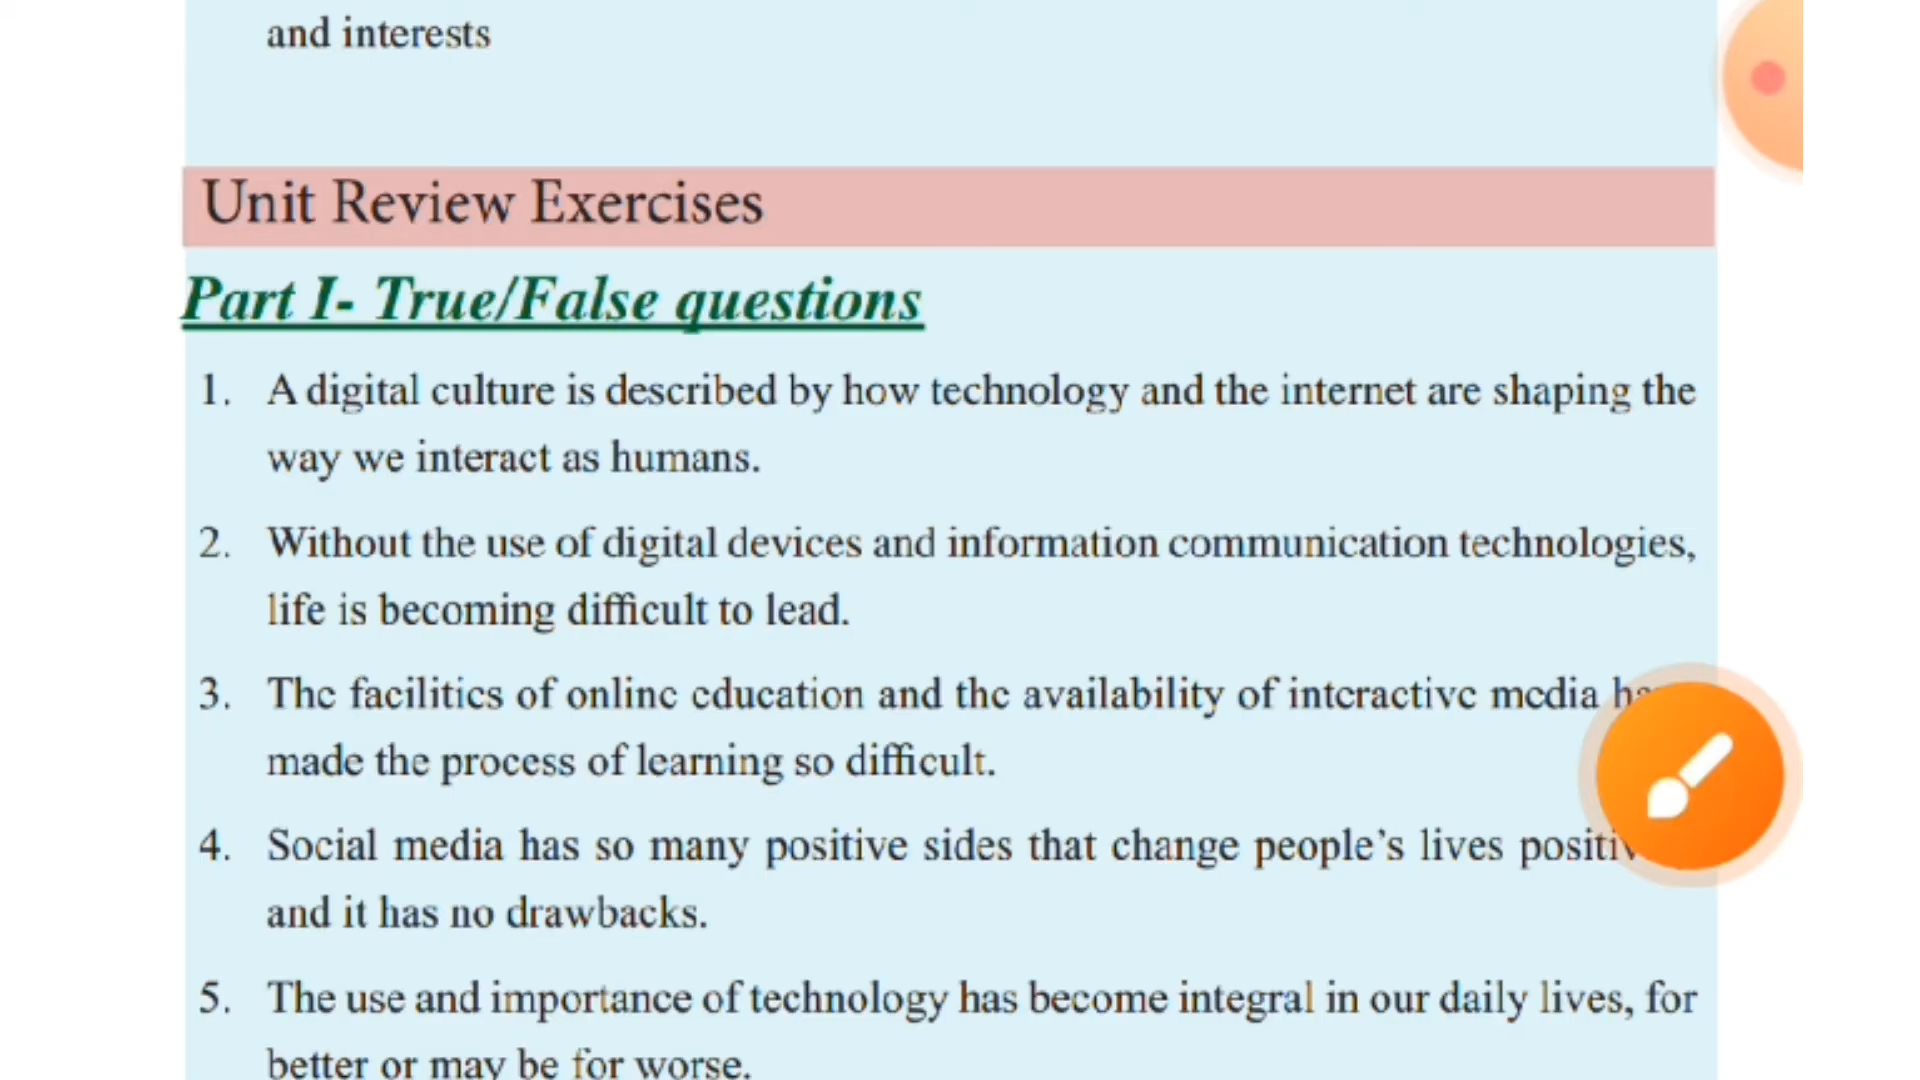 and interests
Unit Review Exercises
Part I- True/False questions
1. A digital culture is described by how technology and the internet are shaping the
way we interact as humans.
2. Without the use of digital devices and information communication technologies,
life is becoming difficult to lead.
3. The facilities of online education and the availability of interactive media
made the process of learning so difficult.
4. Social media has so many positive sides that change people's lives
and it has no drawbacks.
5. The use and importance of technology has become integral in our daily lives, for
better or may be for worse.